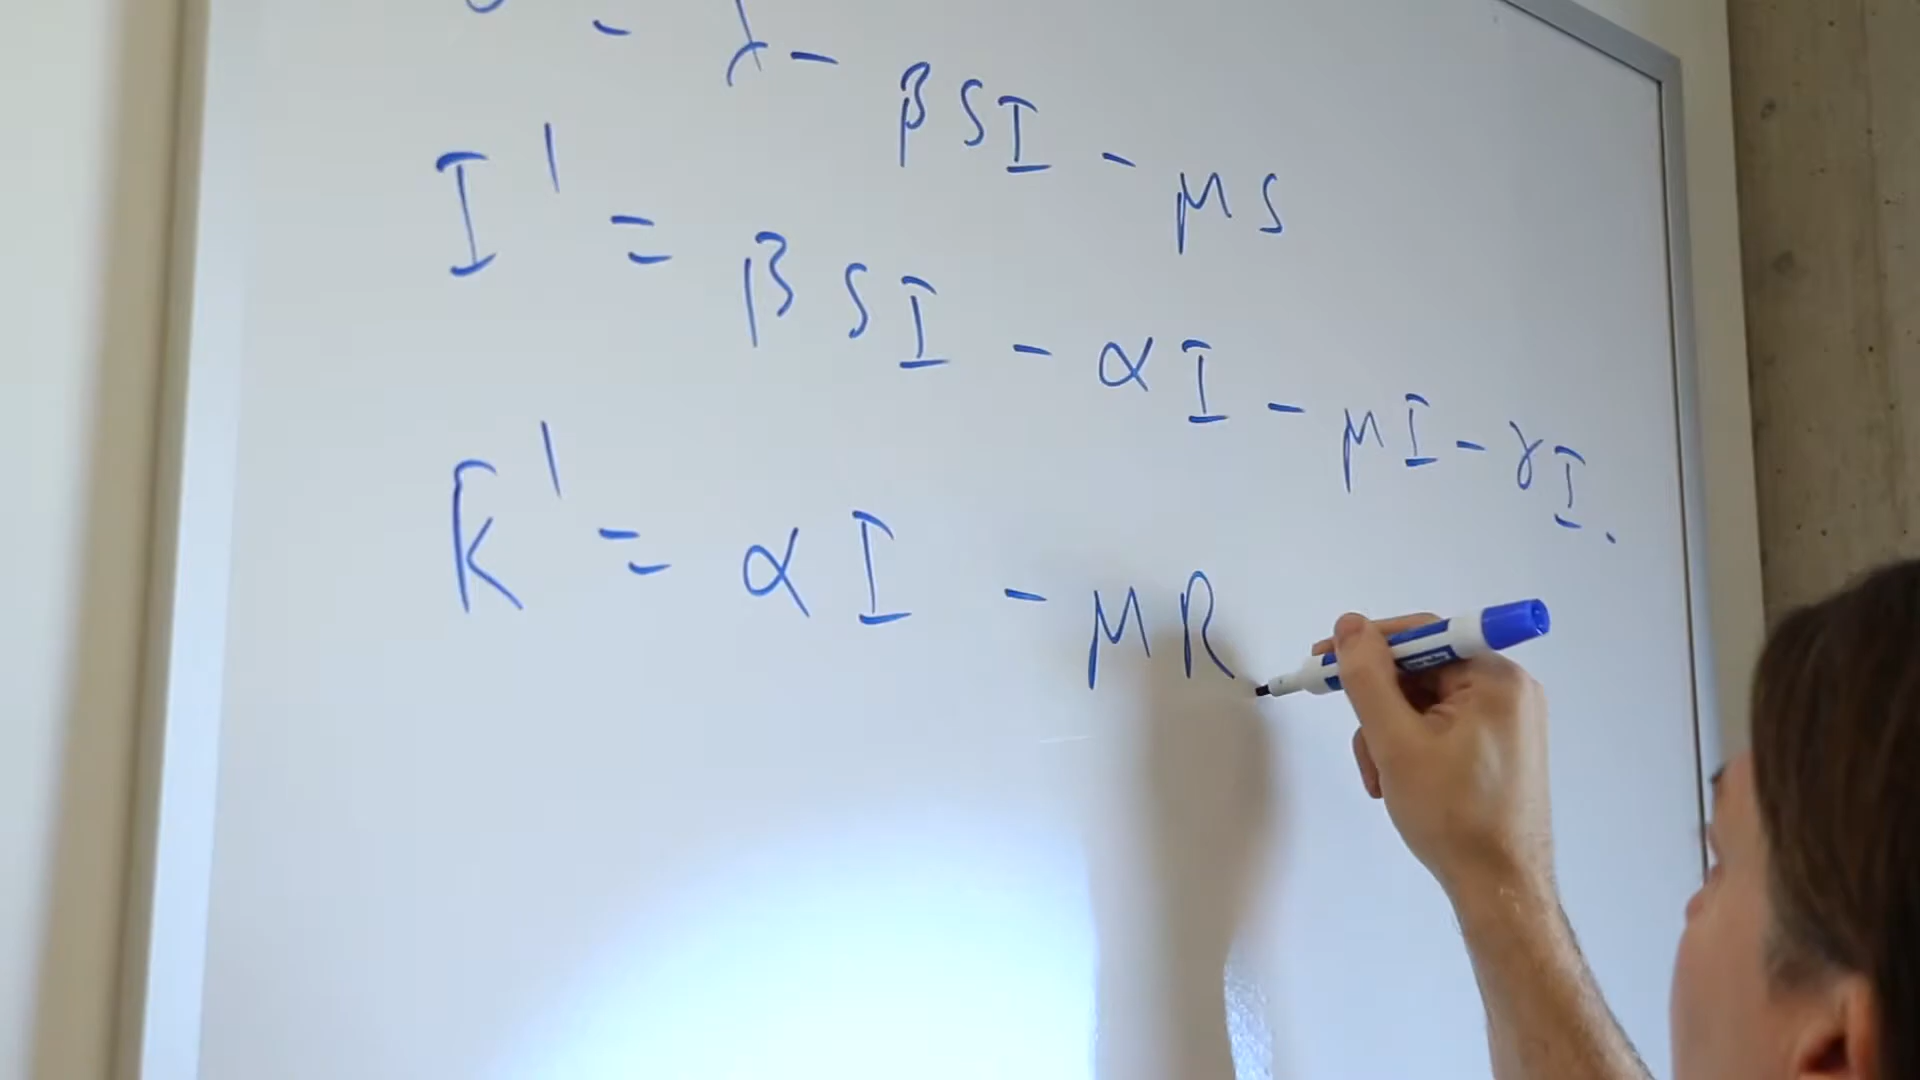 λ - βSI - μS
I' = βSI - αI - μI - γI.
R' = αI - μR